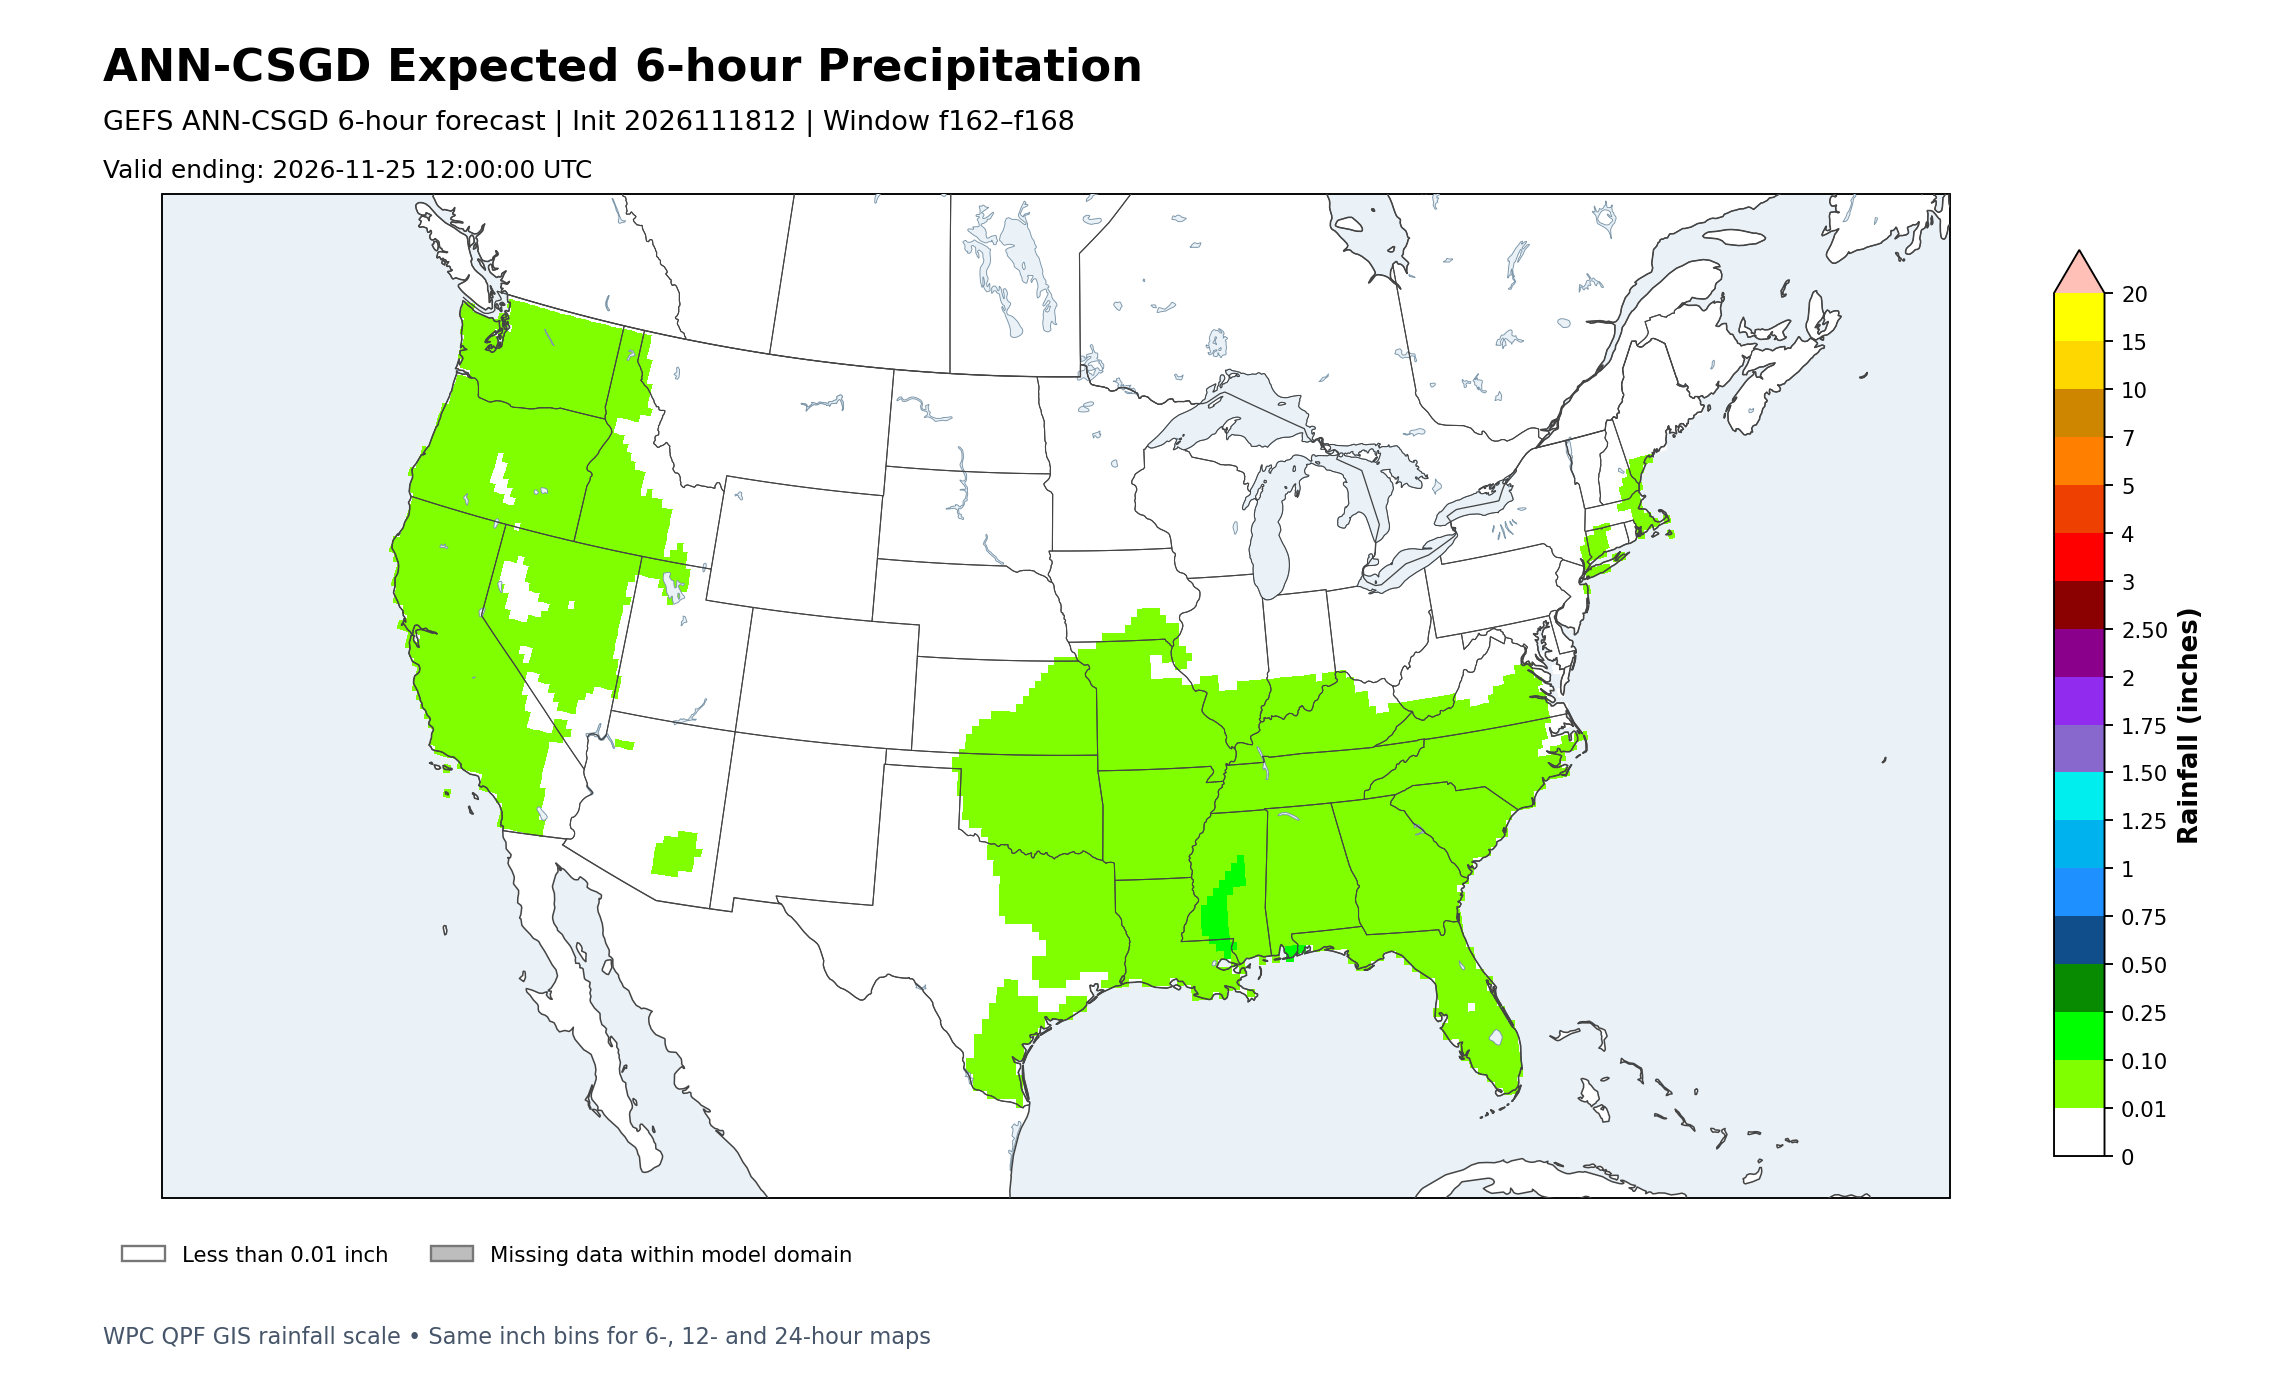 ANN-CSGD Expected 6-hour Precipitation
GEFS ANN-CSGD 6-hour forecast | Init 2026111812 | Window f162–f168
Valid ending: 2026-11-25 12:00:00 UTC
20
15
10
7
5
4
3
2.50
2
1.75
1.50
1.25
1
0.75
0.50
0.25
0.10
0.01
0
Rainfall (inches)
Less than 0.01 inch
Missing data within model domain
WPC QPF GIS rainfall scale • Same inch bins for 6-, 12- and 24-hour maps